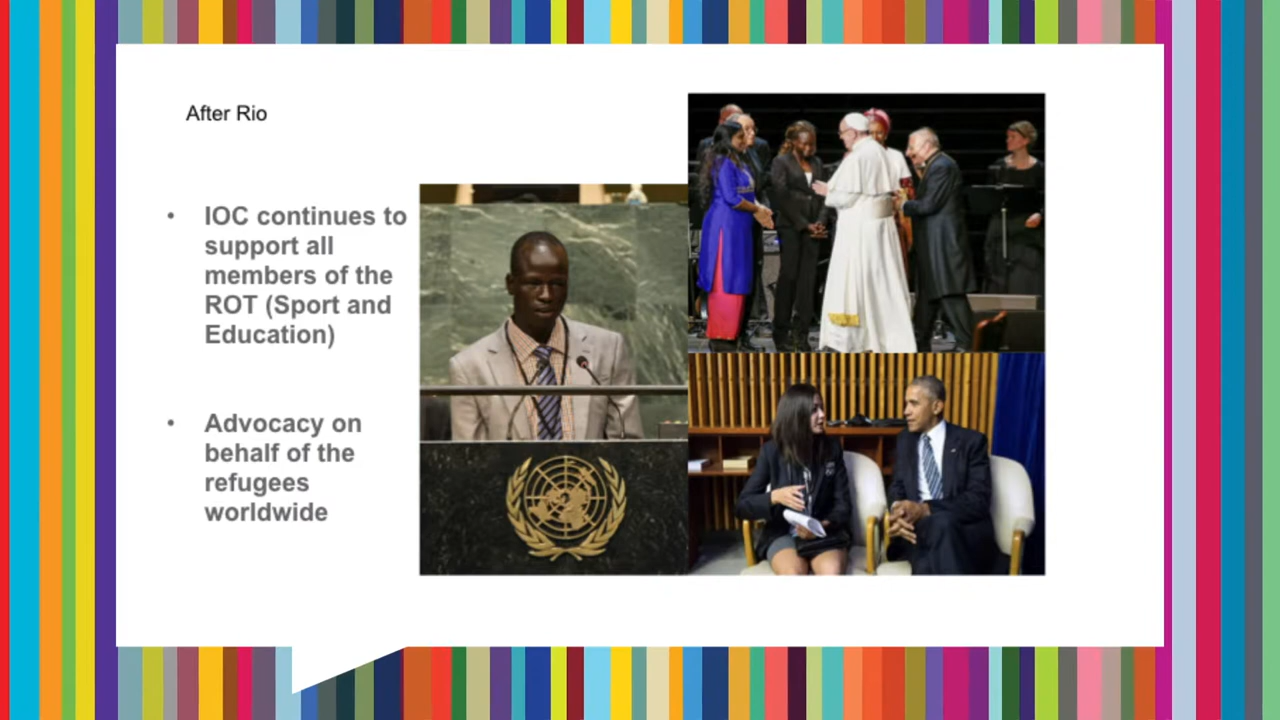 After Rio
• IOC continues to
support all
members of the
ROT (Sport and
Education)
• Advocacy on
behalf of the
refugees
worldwide